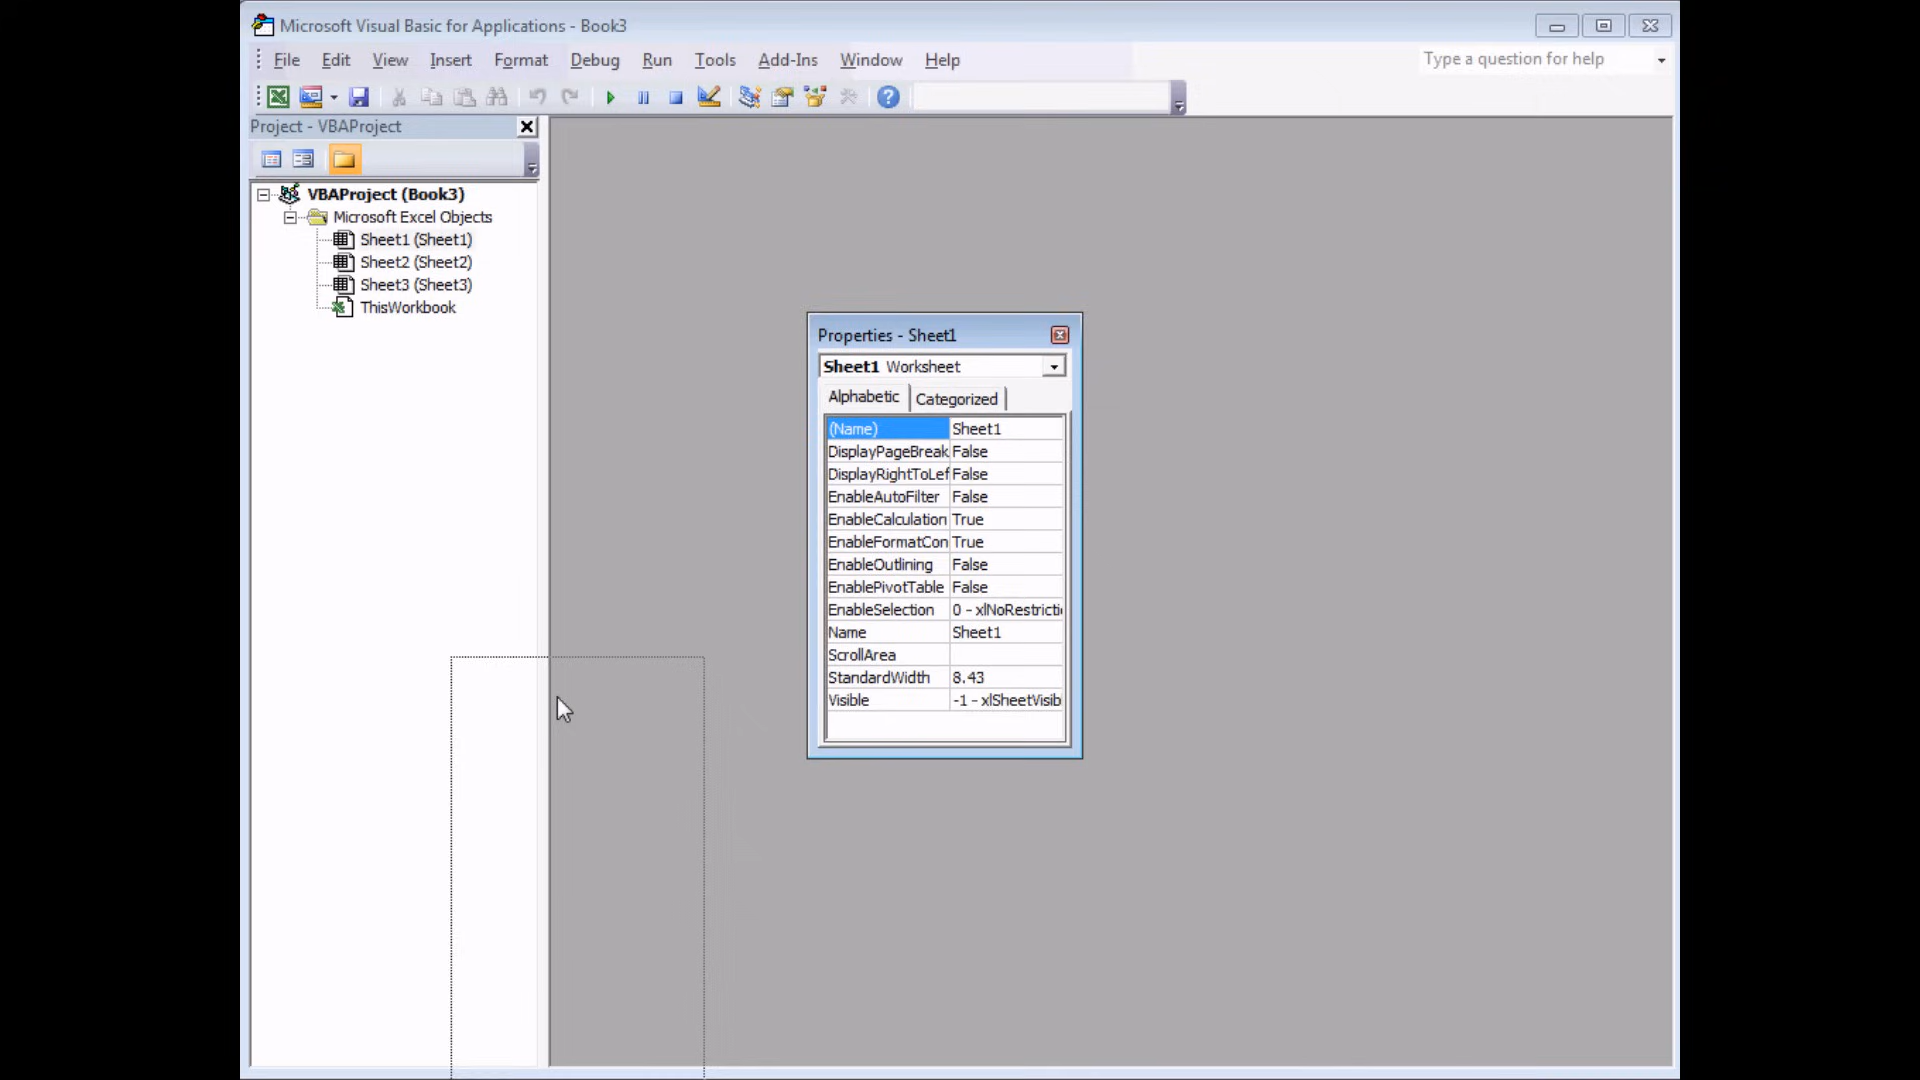 Microsoft Visual Basic for Applications - Book3
File Edit View Insert Format Debug Run Tools Add-Ins Window Help
Type a question for help
Project - VBAProject
VBAProject (Book3)
Microsoft Excel Objects
Sheet1 (Sheet1)
Sheet2 (Sheet2)
Sheet3 (Sheet3)
ThisWorkbook
Properties - Sheet1
Sheet1 Worksheet
Alphabetic Categorized
(Name) Sheet1
DisplayPageBreak False
DisplayRightToLef False
EnableAutoFilter False
EnableCalculation True
EnableFormatCon True
EnableOutlining False
EnablePivotTable False
EnableSelection 0 - xlNoRestricti
Name Sheet1
ScrollArea
StandardWidth 8.43
Visible -1 - xlSheetVisib